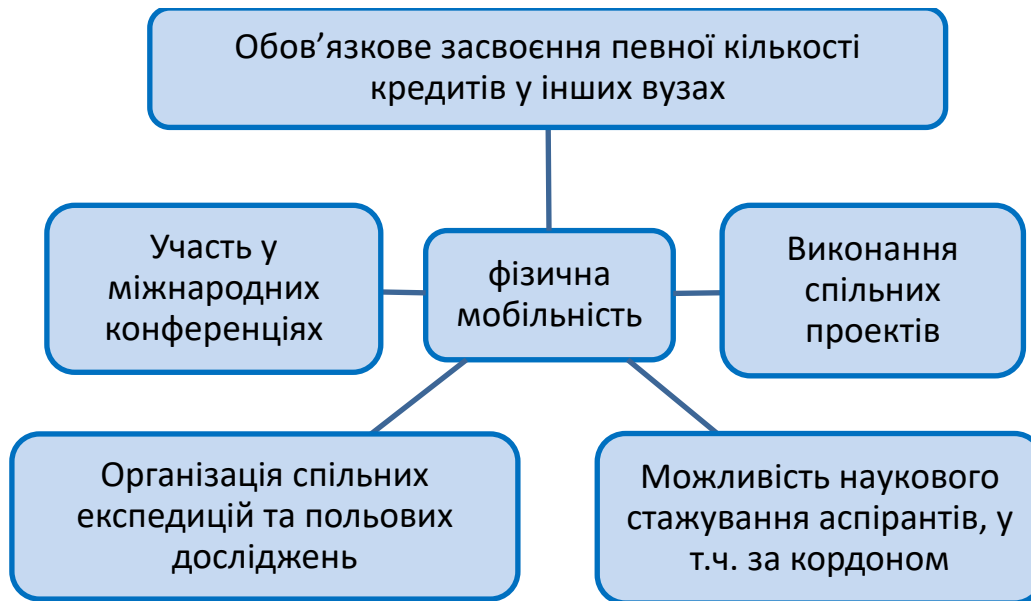 Обов’язкове засвоєння певної кількості
кредитів у інших вузах
Участь у
міжнародних
конференціях
фізична
мобільність
Виконання
спільних
проектів
Організація спільних
експедицій та польових
досліджень
Можливість наукового
стажування аспірантів, у
т.ч. за кордоном